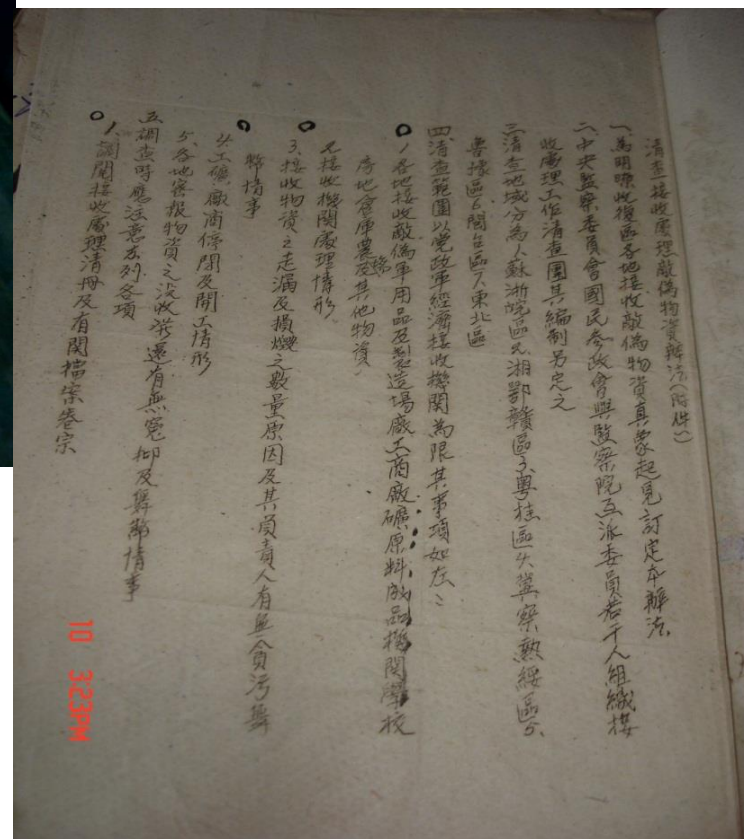 清查接收處理敵偽物資辦法(附件一)
一、為明瞭收復區各地接收敵偽物資真象起見訂定本辦法
二、中央監察委員會國民參政會與監察院互派委員若干人組織接
收處理工作清查團其編制另定之
三、清查地域分為1.蘇浙皖區2.湘鄂贛區3.粵桂區4.冀察熱綏區5.
魯豫區6.閩台區7.東北區
四、清查範圍以黨政軍經濟接收機關為限其事項如左:
1.各地接收敵偽軍用品及製造場廠工商廠礦原料成品機關學校
房地倉庫農及其他物資
2.接收機關處理情形
3.接收物資之走漏及損燬之數量原因及其負責人有無貪污舞
弊情事
4.工礦廠商停閉及開工情形
5.各地密报物資之没收發還有無冤抑及舞弊情事
五、調查時應注意左列各項
1.調閱接收處理清册及有関檔案卷宗
10 3:23PM